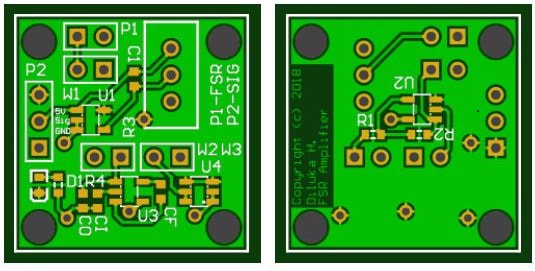 P1
P2
C1
W1
U1
5V
Sig
GND
R3
P1-FSR
P2-SIG
W2 W3
U4
D1 R4
U3
CF
CI
CO
U2
R1
R2
Copyright (c) 2018
Diluka H.
FSR Amplifier